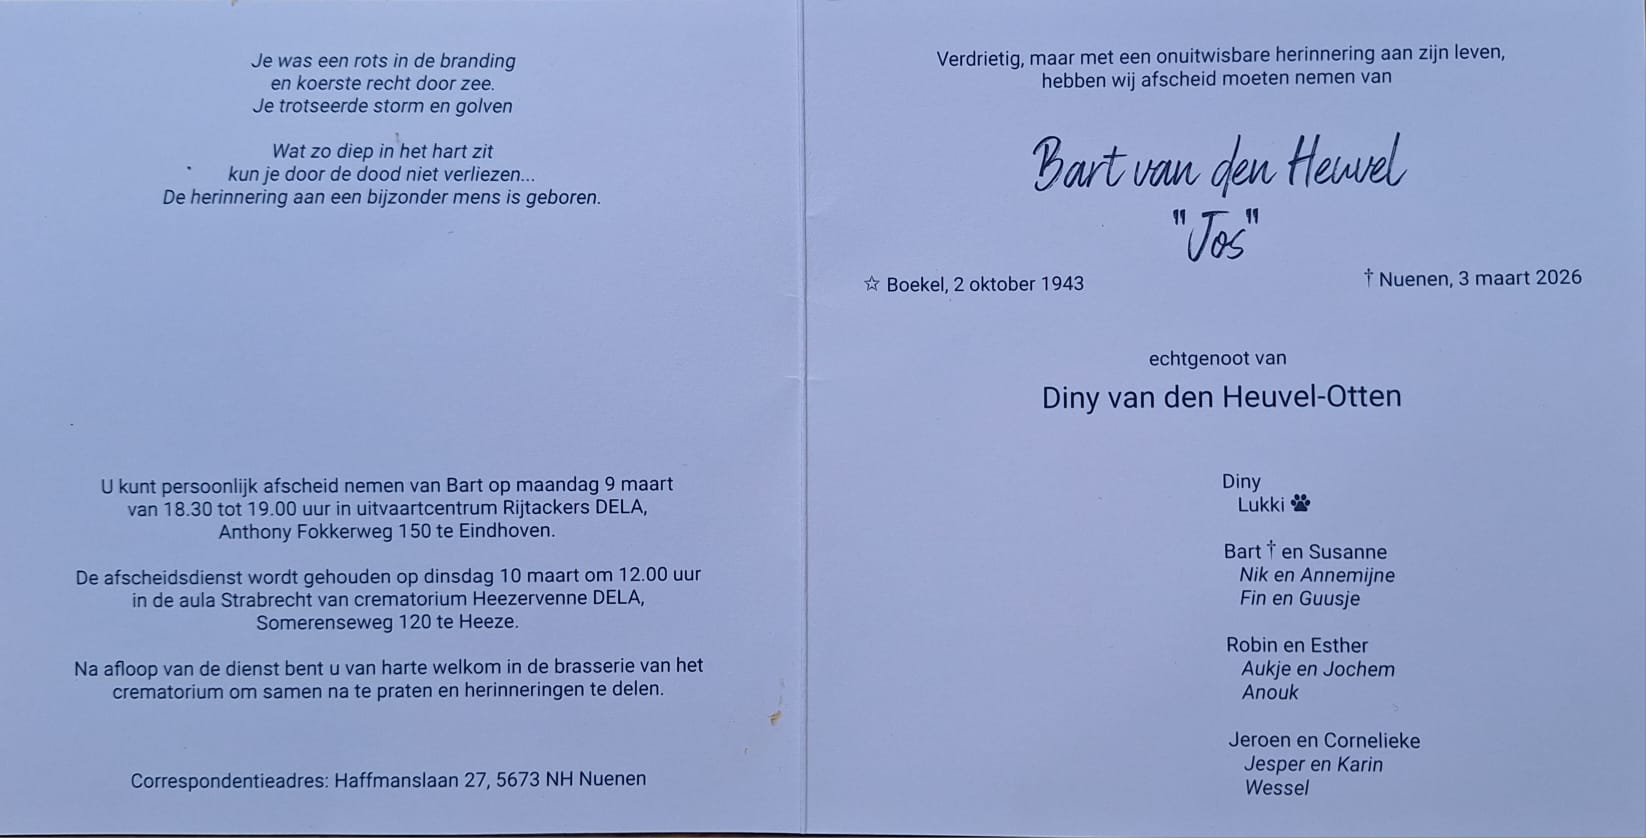 Je was een rots in de branding
en koerste recht door zee.
Je trotseerde storm en golven
Wat zo diep in het hart zit
kun je door de dood niet verliezen...
De herinnering aan een bijzonder mens is geboren.
U kunt persoonlijk afscheid nemen van Bart op maandag 9 maart
van 18.30 tot 19.00 uur in uitvaartcentrum Rijtackers DELA,
Anthony Fokkerweg 150 te Eindhoven.
De afscheidsdienst wordt gehouden op dinsdag 10 maart om 12.00 uur
in de aula Strabrecht van crematorium Heezervenne DELA,
Somerenseweg 120 te Heeze.
Na afloop van de dienst bent u van harte welkom in de brasserie van het
crematorium om samen na te praten en herinneringen te delen.
Correspondentieadres: Haffmanslaan 27, 5673 NH Nuenen
Verdrietig, maar met een onuitwisbare herinnering aan zijn leven,
hebben wij afscheid moeten nemen van
Bart van den Heuvel
"Jos"
☆ Boekel, 2 oktober 1943
† Nuenen, 3 maart 2026
echtgenoot van
Diny van den Heuvel-Otten
Diny
Lukki 🐾
Bart † en Susanne
Nik en Annemijne
Fin en Guusje
Robin en Esther
Aukje en Jochem
Anouk
Jeroen en Cornelieke
Jesper en Karin
Wessel